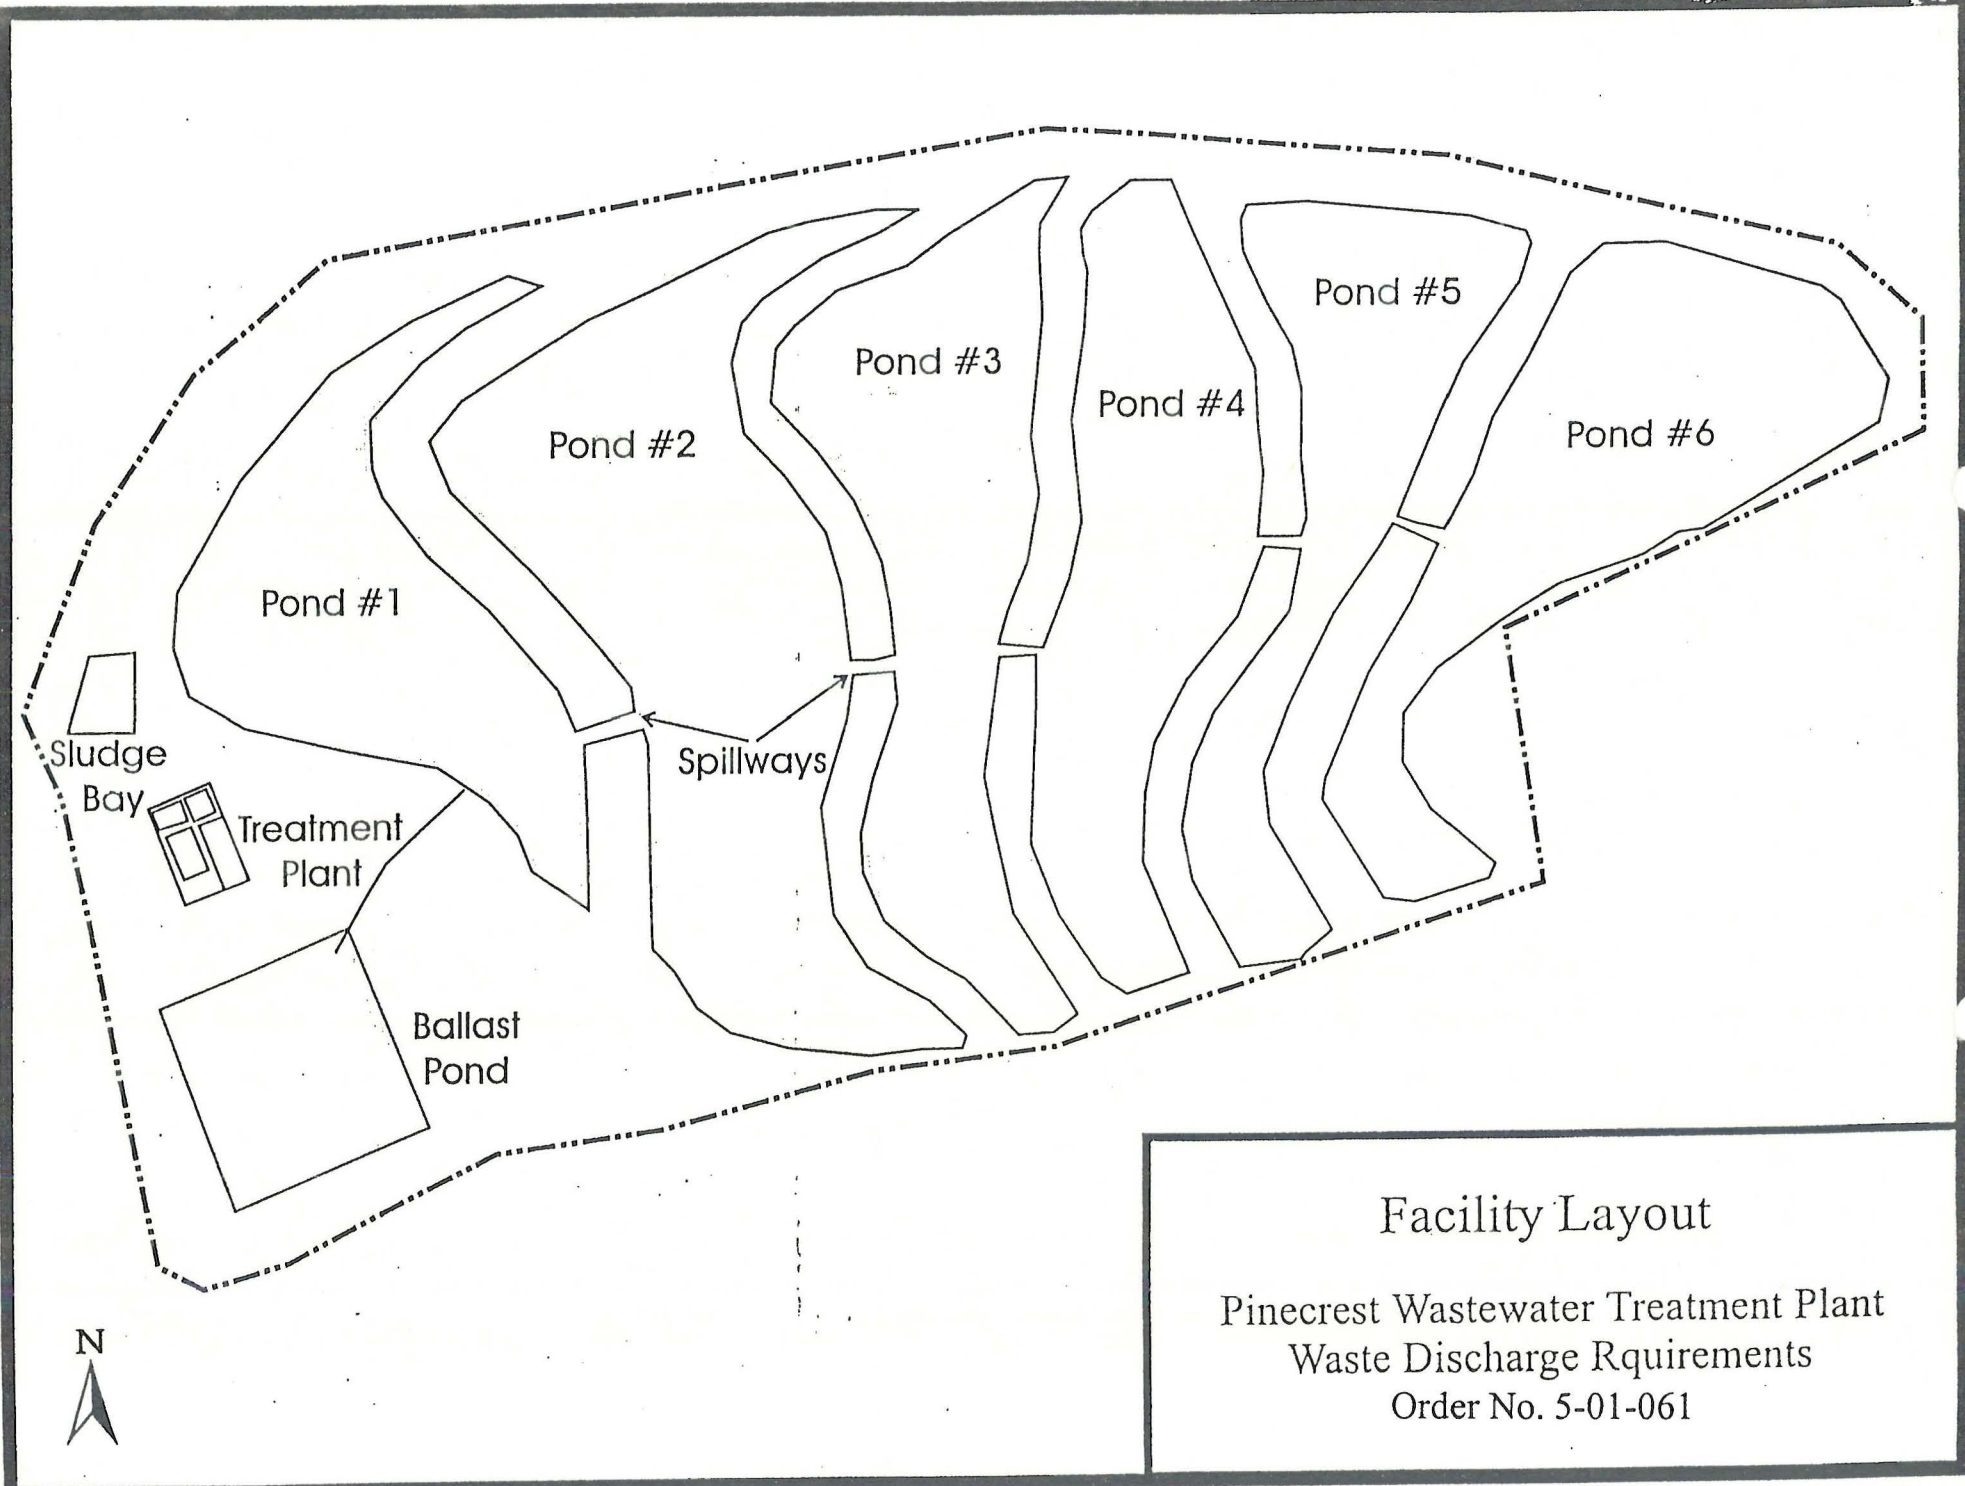 Pond #5
Pond #3
Pond #4
Pond #2
Pond #6
Pond #1
Sludge
Bay
Spillways
Treatment
Plant
Ballast
Pond
Facility Layout
Pinecrest Wastewater Treatment Plant
Waste Discharge Rquirements
Order No. 5-01-061
N